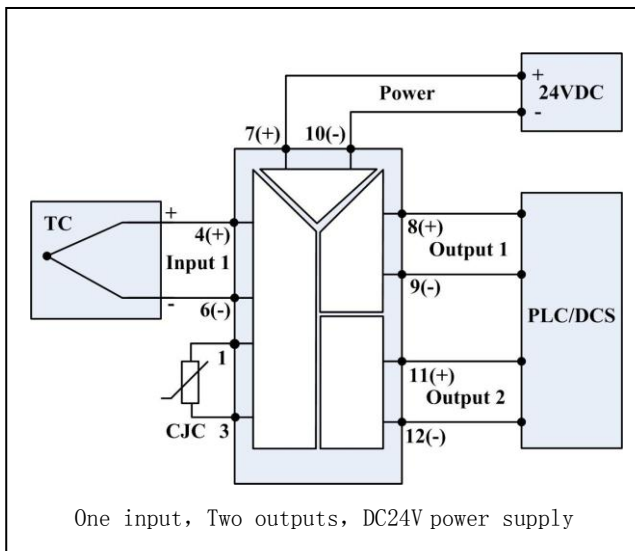 +
Power
24VDC
-
7(+) 10(-)
TC
+
4(+)
8(+)
Input 1
Output 1
-
6(-)
9(-)
PLC/DCS
1
11(+)
Output 2
CJC 3
12(-)
One input, Two outputs, DC24V power supply